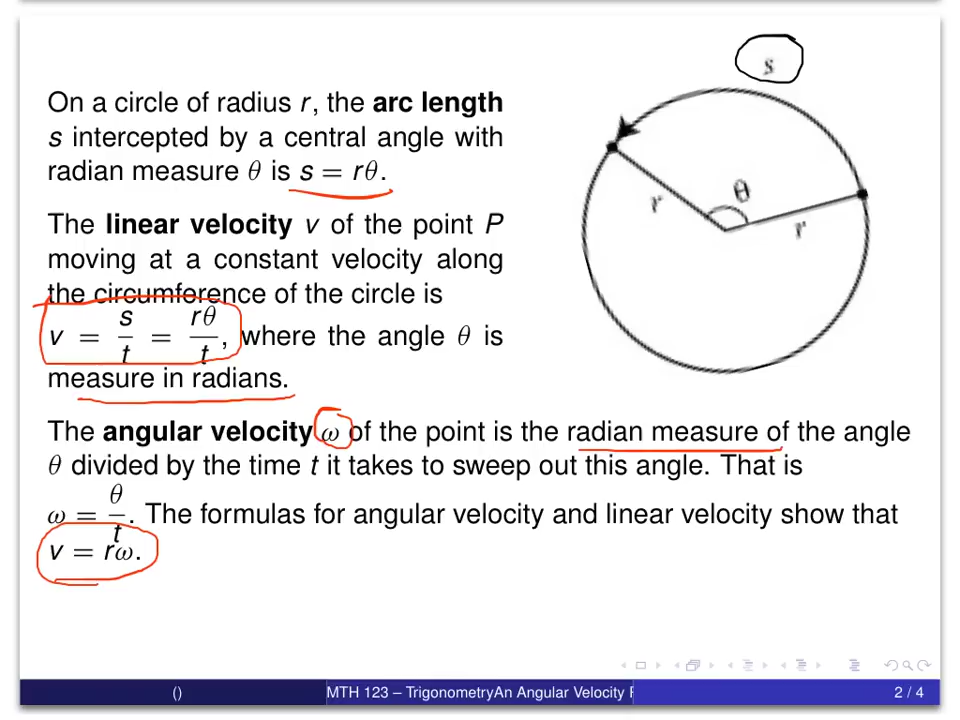 On a circle of radius r, the arc length
s intercepted by a central angle with
radian measure θ is s = rθ.
The linear velocity v of the point P
moving at a constant velocity along
the circumference of the circle is
v = s/t = rθ/t, where the angle θ is
measure in radians.
s
θ
r
r
The angular velocity ω of the point is the radian measure of the angle
θ divided by the time t it takes to sweep out this angle. That is
ω = θ/t. The formulas for angular velocity and linear velocity show that
v = rω.
() MTH 123 – TrigonometryAn Angular Velocity 2 / 4